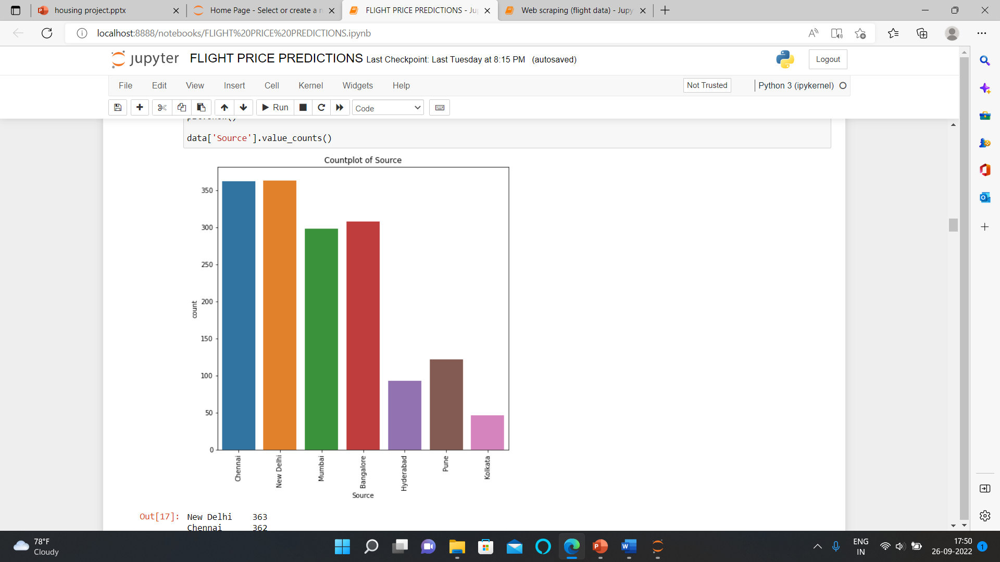 housing project.pptx
Home Page - Select or create a n
FLIGHT PRICE PREDICTIONS - Ju
Web scraping (flight data) - Jupy
localhost:8888/notebooks/FLIGHT%20PRICE%20PREDICTIONS.ipynb
jupyter FLIGHT PRICE PREDICTIONS Last Checkpoint: Last Tuesday at 8:15 PM (autosaved)
Logout
File Edit View Insert Cell Kernel Widgets Help
Not Trusted
Python 3 (ipykernel)
Run
Code
data['Source'].value_counts()
Countplot of Source
350
300
250
200
150
100
50
0
count
Chennai
New Delhi
Mumbai
Bangalore
Hyderabad
Pune
Kolkata
Source
Out[17]: New Delhi 363
Chennai 362
78°F
Cloudy
ENG
IN
17:50
26-09-2022
1